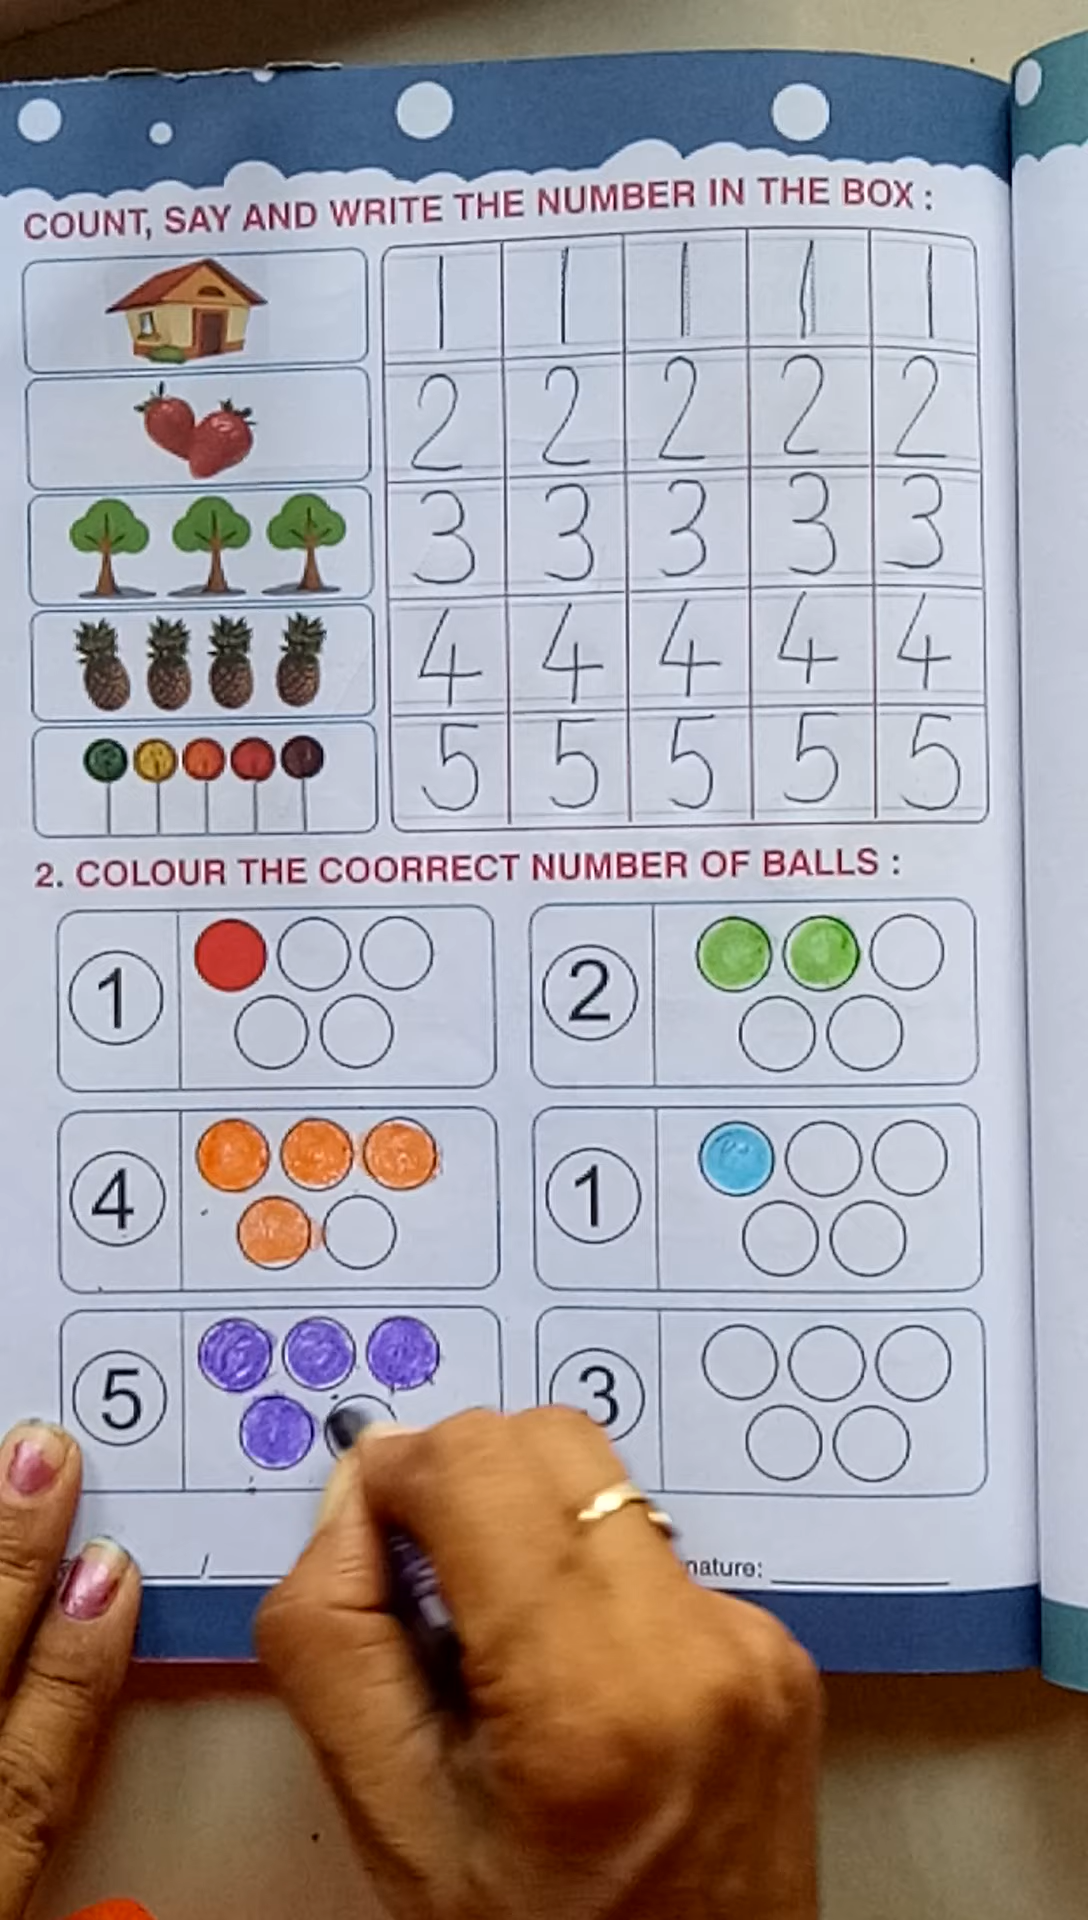 COUNT, SAY AND WRITE THE NUMBER IN THE BOX :
1 1 1 1 1
2 2 2 2 2
3 3 3 3 3
4 4 4 4 4
5 5 5 5 5
2. COLOUR THE COORRECT NUMBER OF BALLS :
1 2
4 1
5 3
/ nature: